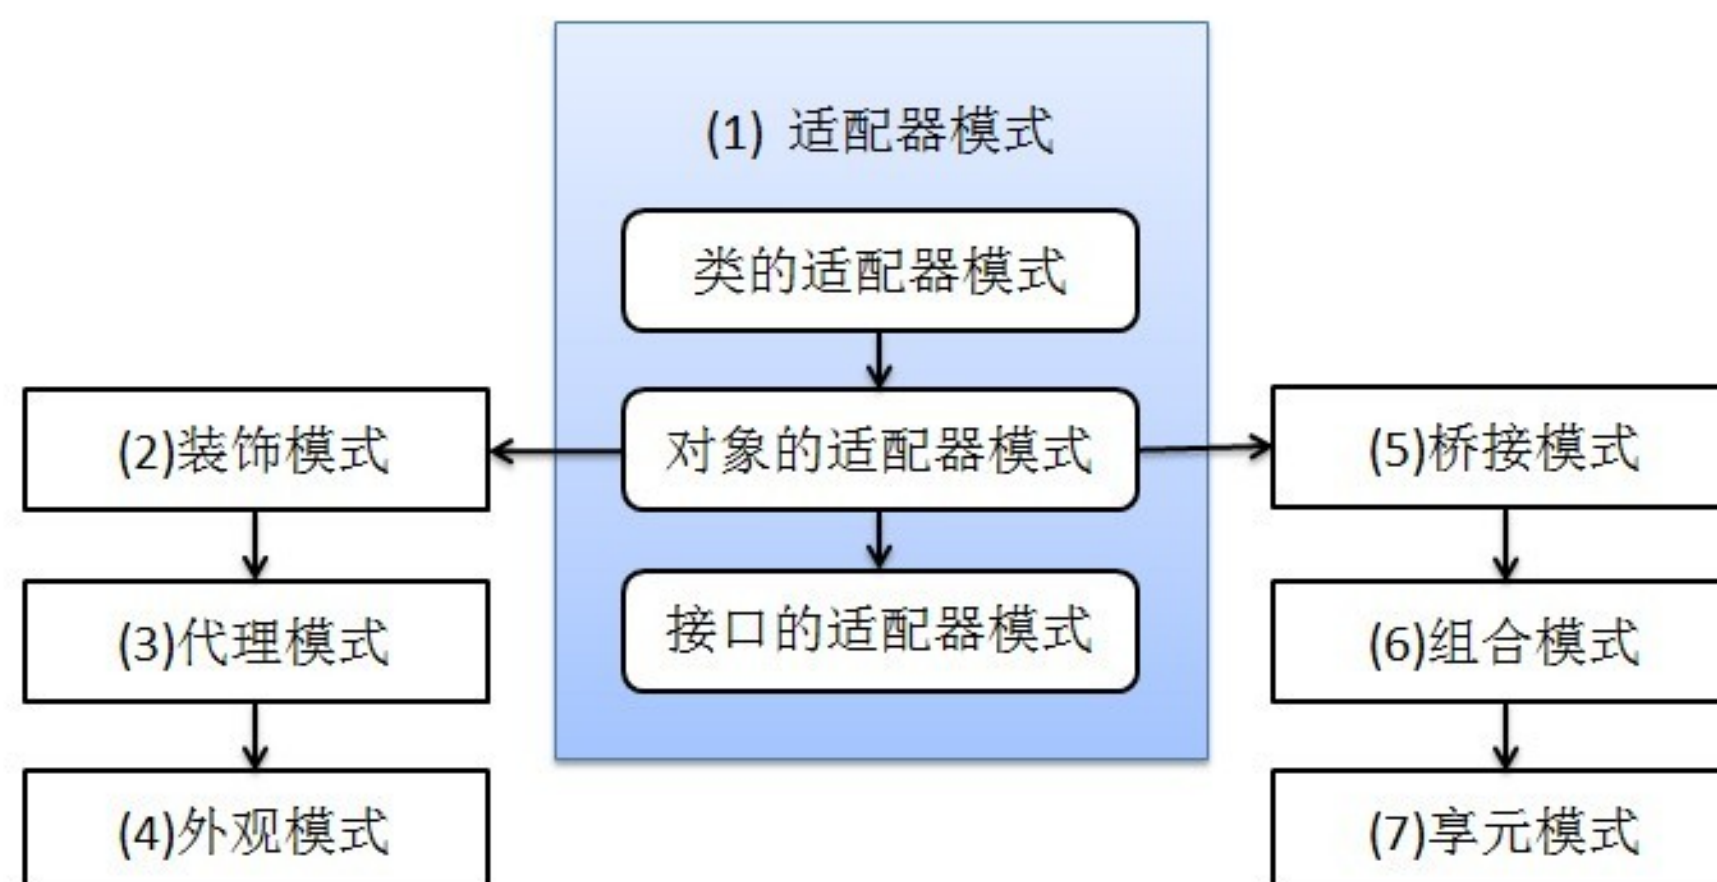 (1) 适配器模式
类的适配器模式
(2)装饰模式
对象的适配器模式
(5)桥接模式
(3)代理模式
接口的适配器模式
(6)组合模式
(4)外观模式
(7)享元模式